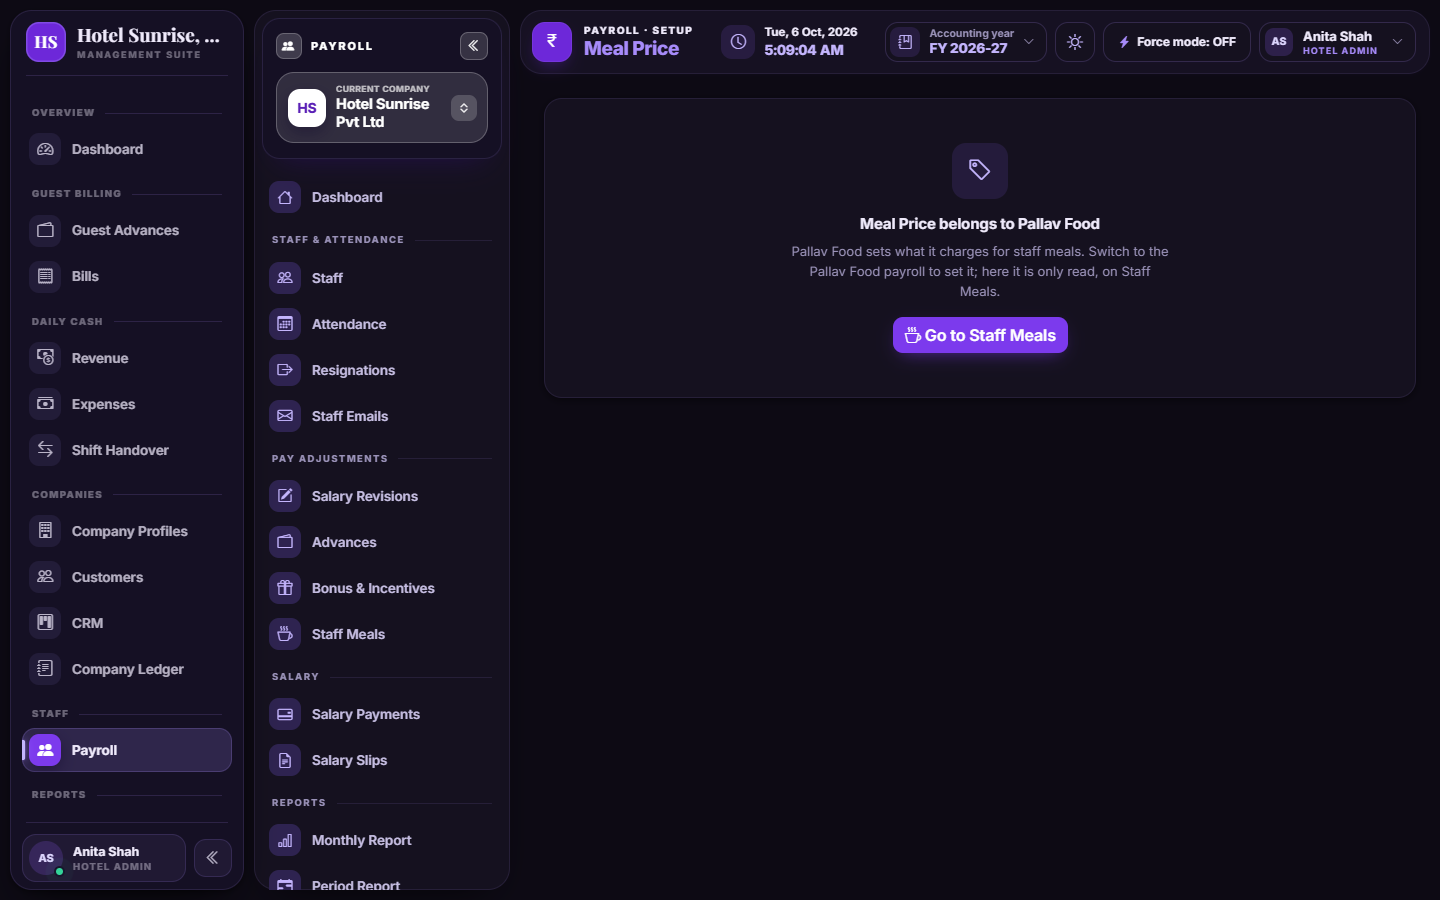 HS
Hotel Sunrise, ...
MANAGEMENT SUITE
OVERVIEW
Dashboard
GUEST BILLING
Guest Advances
Bills
DAILY CASH
Revenue
Expenses
Shift Handover
COMPANIES
Company Profiles
Customers
CRM
Company Ledger
STAFF
Payroll
REPORTS
AS
Anita Shah
HOTEL ADMIN
PAYROLL
HS
CURRENT COMPANY
Hotel Sunrise
Pvt Ltd
Dashboard
STAFF & ATTENDANCE
Staff
Attendance
Resignations
Staff Emails
PAY ADJUSTMENTS
Salary Revisions
Advances
Bonus & Incentives
Staff Meals
SALARY
Salary Payments
Salary Slips
REPORTS
Monthly Report
Period Report
₹
PAYROLL · SETUP
Meal Price
Tue, 6 Oct, 2026
5:09:04 AM
Accounting year
FY 2026-27
Force mode: OFF
AS
Anita Shah
HOTEL ADMIN
Meal Price belongs to Pallav Food
Pallav Food sets what it charges for staff meals. Switch to the
Pallav Food payroll to set it; here it is only read, on Staff
Meals.
Go to Staff Meals